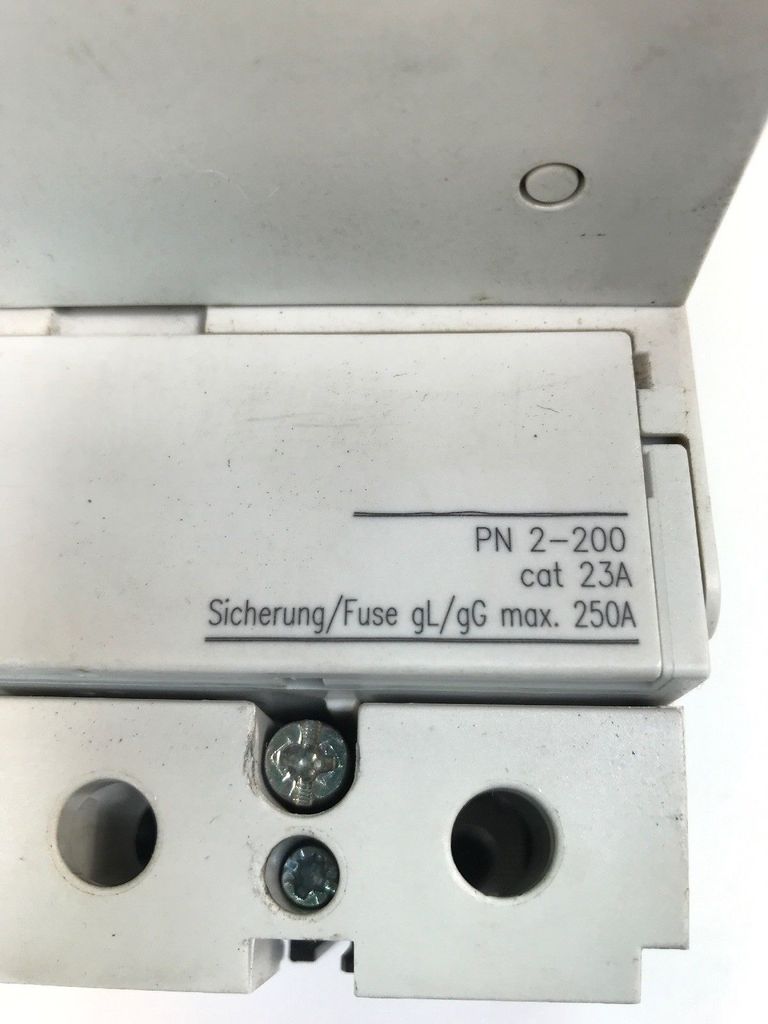 PN 2-200
cat 23A
Sicherung/Fuse gL/gG max. 250A